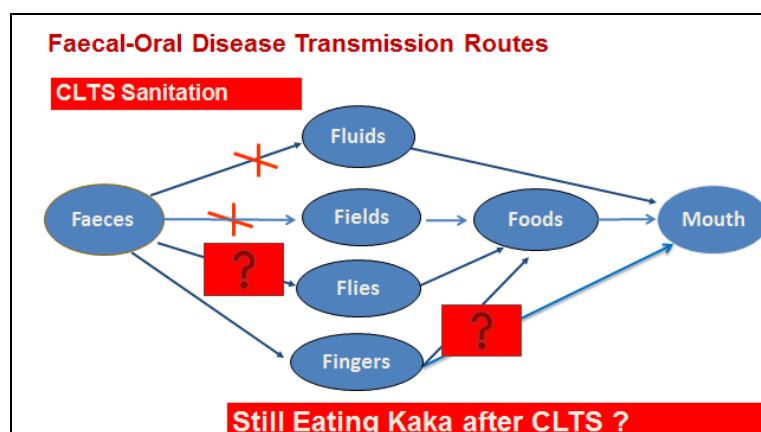 Faecal-Oral Disease Transmission Routes
CLTS Sanitation
Fluids
Faeces
Fields
Foods
Mouth
?
Flies
?
Fingers
Still Eating Kaka after CLTS ?